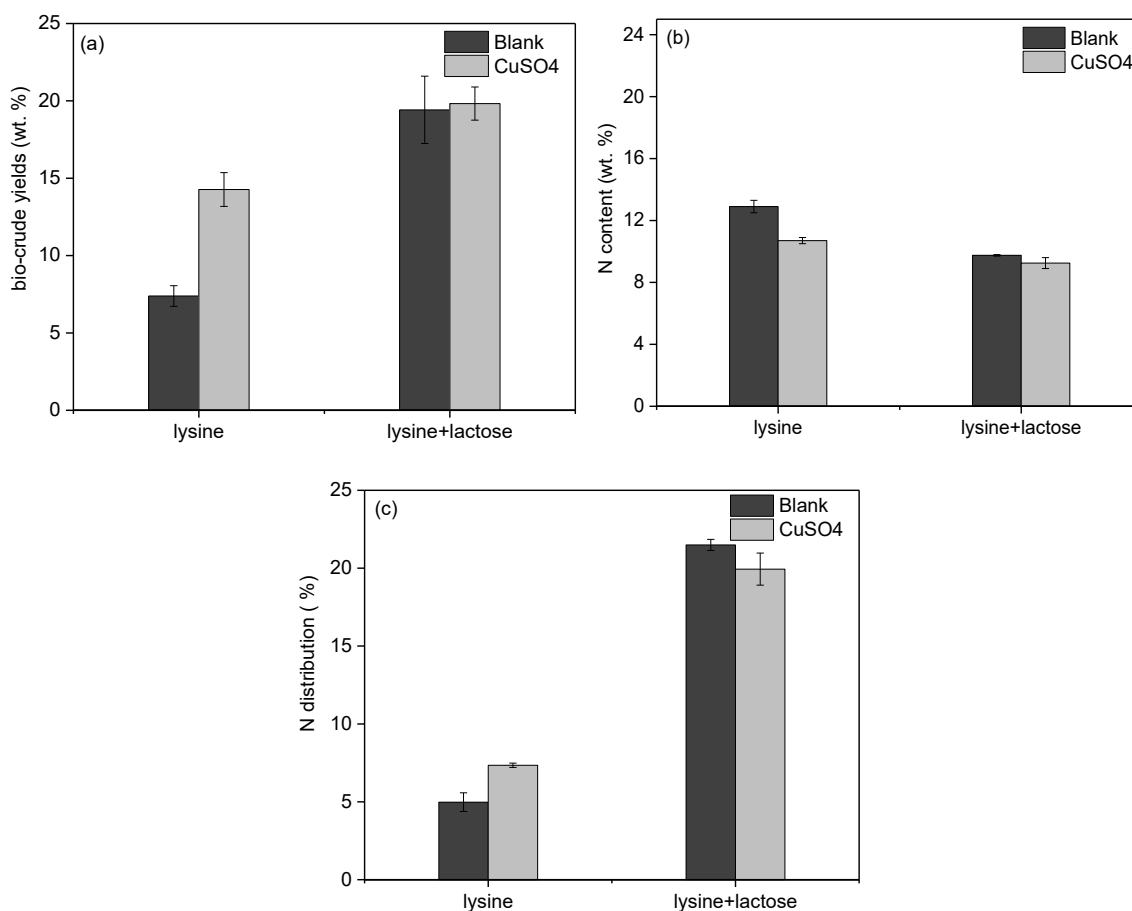 (a)
Blank
CuSO4
25
20
15
10
5
0
bio-crude yields (wt. %)
lysine
lysine+lactose
(b)
Blank
CuSO4
24
20
16
12
8
4
0
N content (wt. %)
lysine
lysine+lactose
(c)
Blank
CuSO4
25
20
15
10
5
0
N distribution ( %)
lysine
lysine+lactose